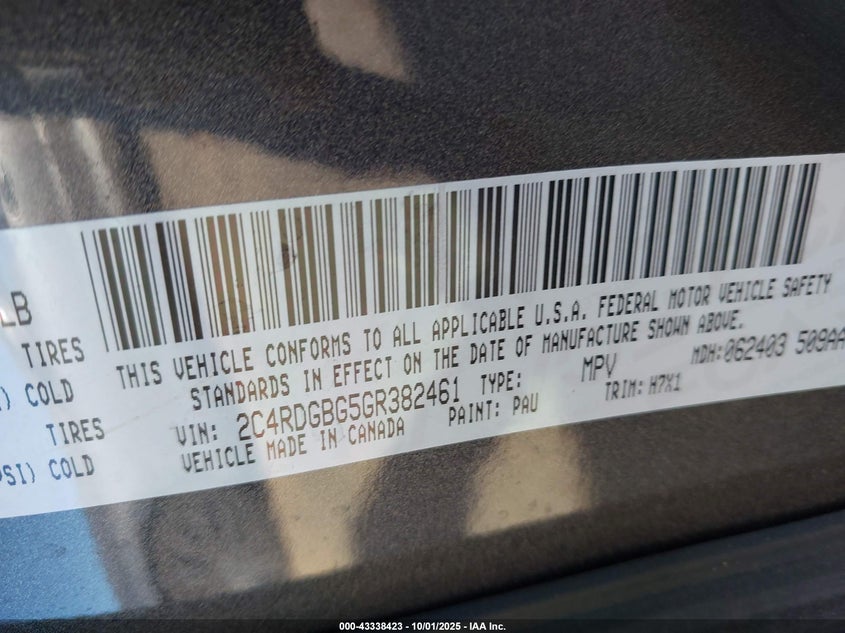 LB
TIRES
I) COLD
TIRES
PSI) COLD
THIS VEHICLE CONFORMS TO ALL APPLICABLE U.S.A. FEDERAL MOTOR VEHICLE SAFETY
STANDARDS IN EFFECT ON THE DATE OF MANUFACTURE SHOWN ABOVE.
VIN: 2C4RDGBG5GR382461 TYPE: MPV MDH:062403 509AA
VEHICLE MADE IN CANADA PAINT: PAU TRIM: H7X1
000-43338423 - 10/01/2025 - IAA Inc.